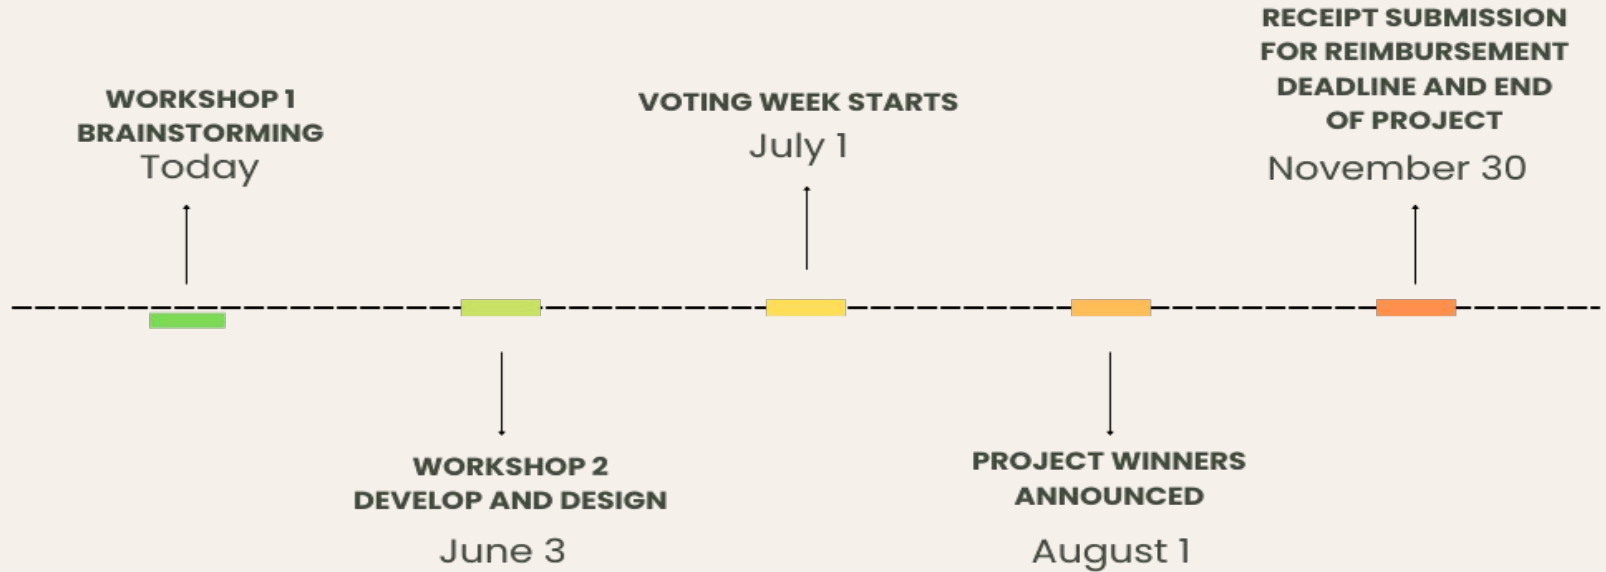 WORKSHOP 1
BRAINSTORMING
Today
WORKSHOP 2
DEVELOP AND DESIGN
June 3
VOTING WEEK STARTS
July 1
PROJECT WINNERS
ANNOUNCED
August 1
RECEIPT SUBMISSION
FOR REIMBURSEMENT
DEADLINE AND END
OF PROJECT
November 30